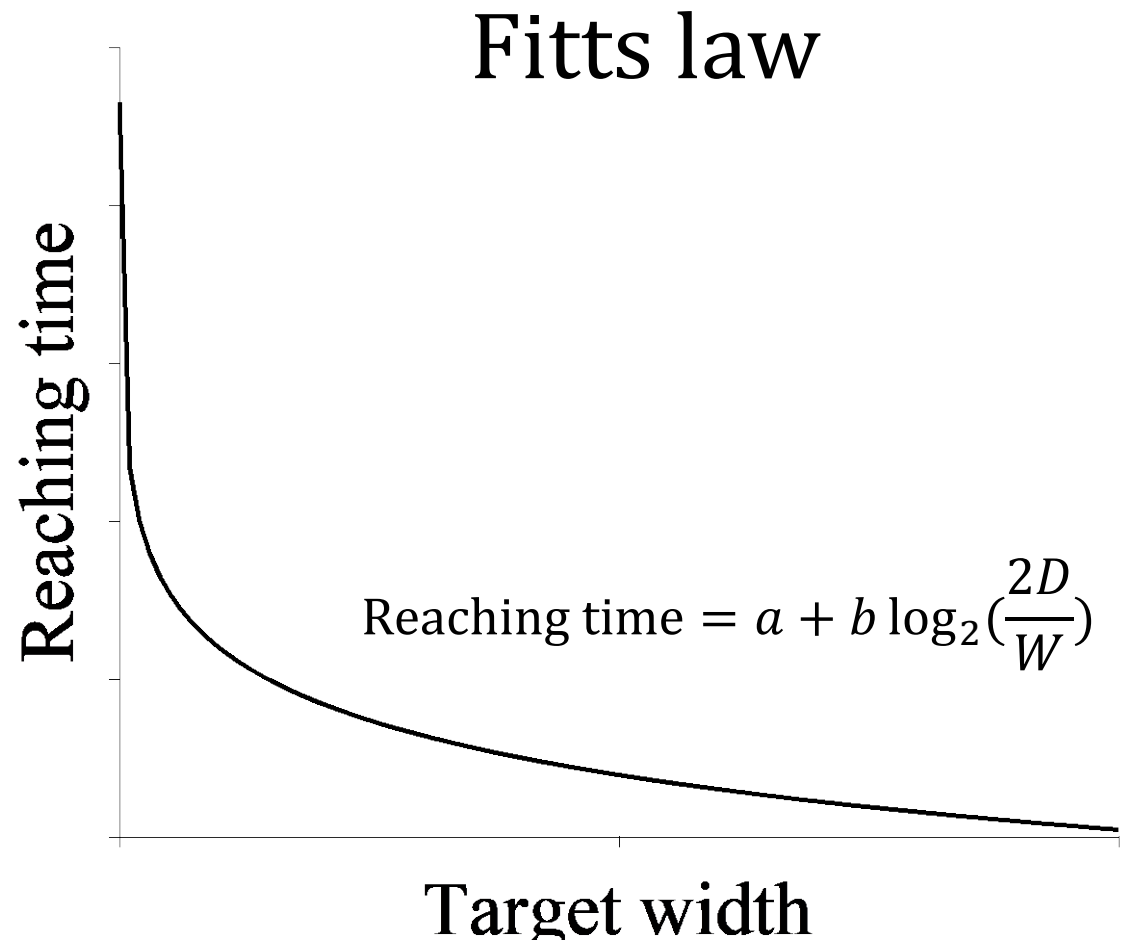 Fitts law
Reaching time
Reaching time = a + b log₂(2D/W)
Target width